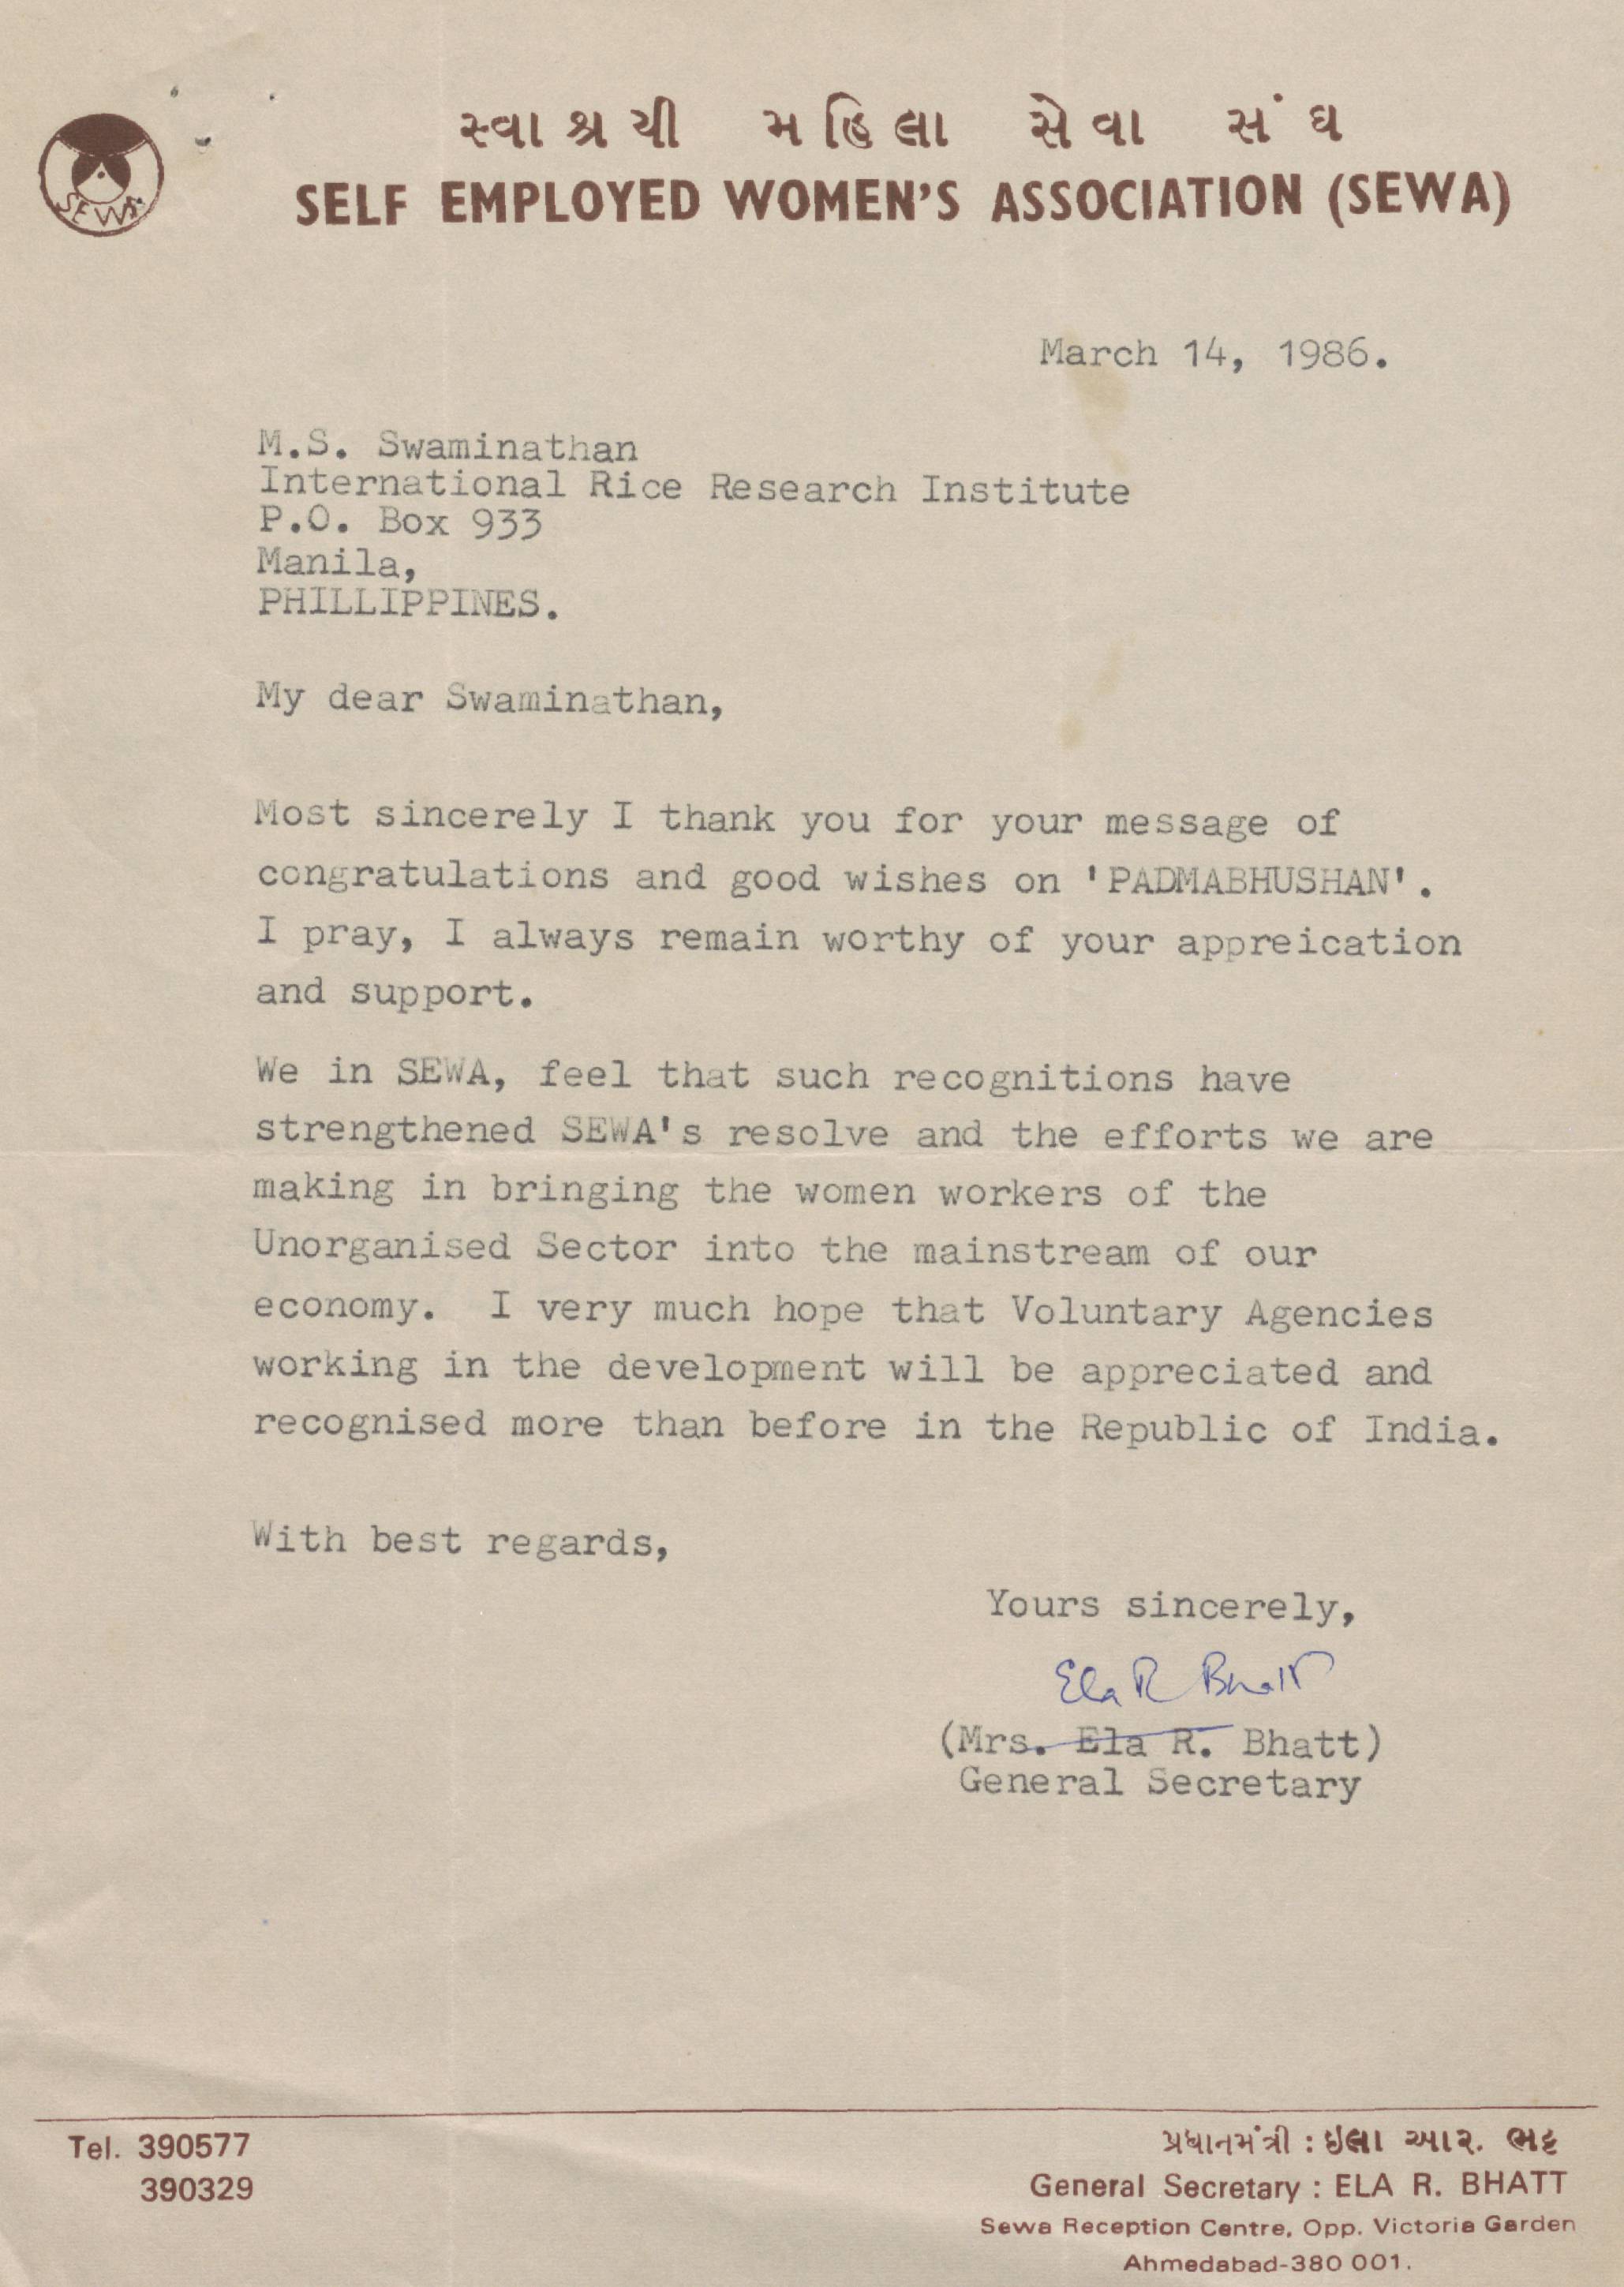 સ્વાશ્રયી મહિલા સેવા સંઘ
SEWA
SELF EMPLOYED WOMEN'S ASSOCIATION (SEWA)
March 14, 1986.
M.S. Swaminathan
International Rice Research Institute
P.O. Box 933
Manila,
PHILLIPPINES.
My dear Swaminathan,
Most sincerely I thank you for your message of
congratulations and good wishes on 'PADMABHUSHAN'.
I pray, I always remain worthy of your appreication
and support.
We in SEWA, feel that such recognitions have
strengthened SEWA's resolve and the efforts we are
making in bringing the women workers of the
Unorganised Sector into the mainstream of our
economy. I very much hope that Voluntary Agencies
working in the development will be appreciated and
recognised more than before in the Republic of India.
With best regards,
Yours sincerely,
Ela R Bhatt
(Mrs. Ela R. Bhatt)
General Secretary
Tel. 390577
390329
પ્રધાનમંત્રી : ઇલા આર. ભટ્ટ
General Secretary : ELA R. BHATT
Sewa Reception Centre, Opp. Victoria Garden
Ahmedabad-380 001.